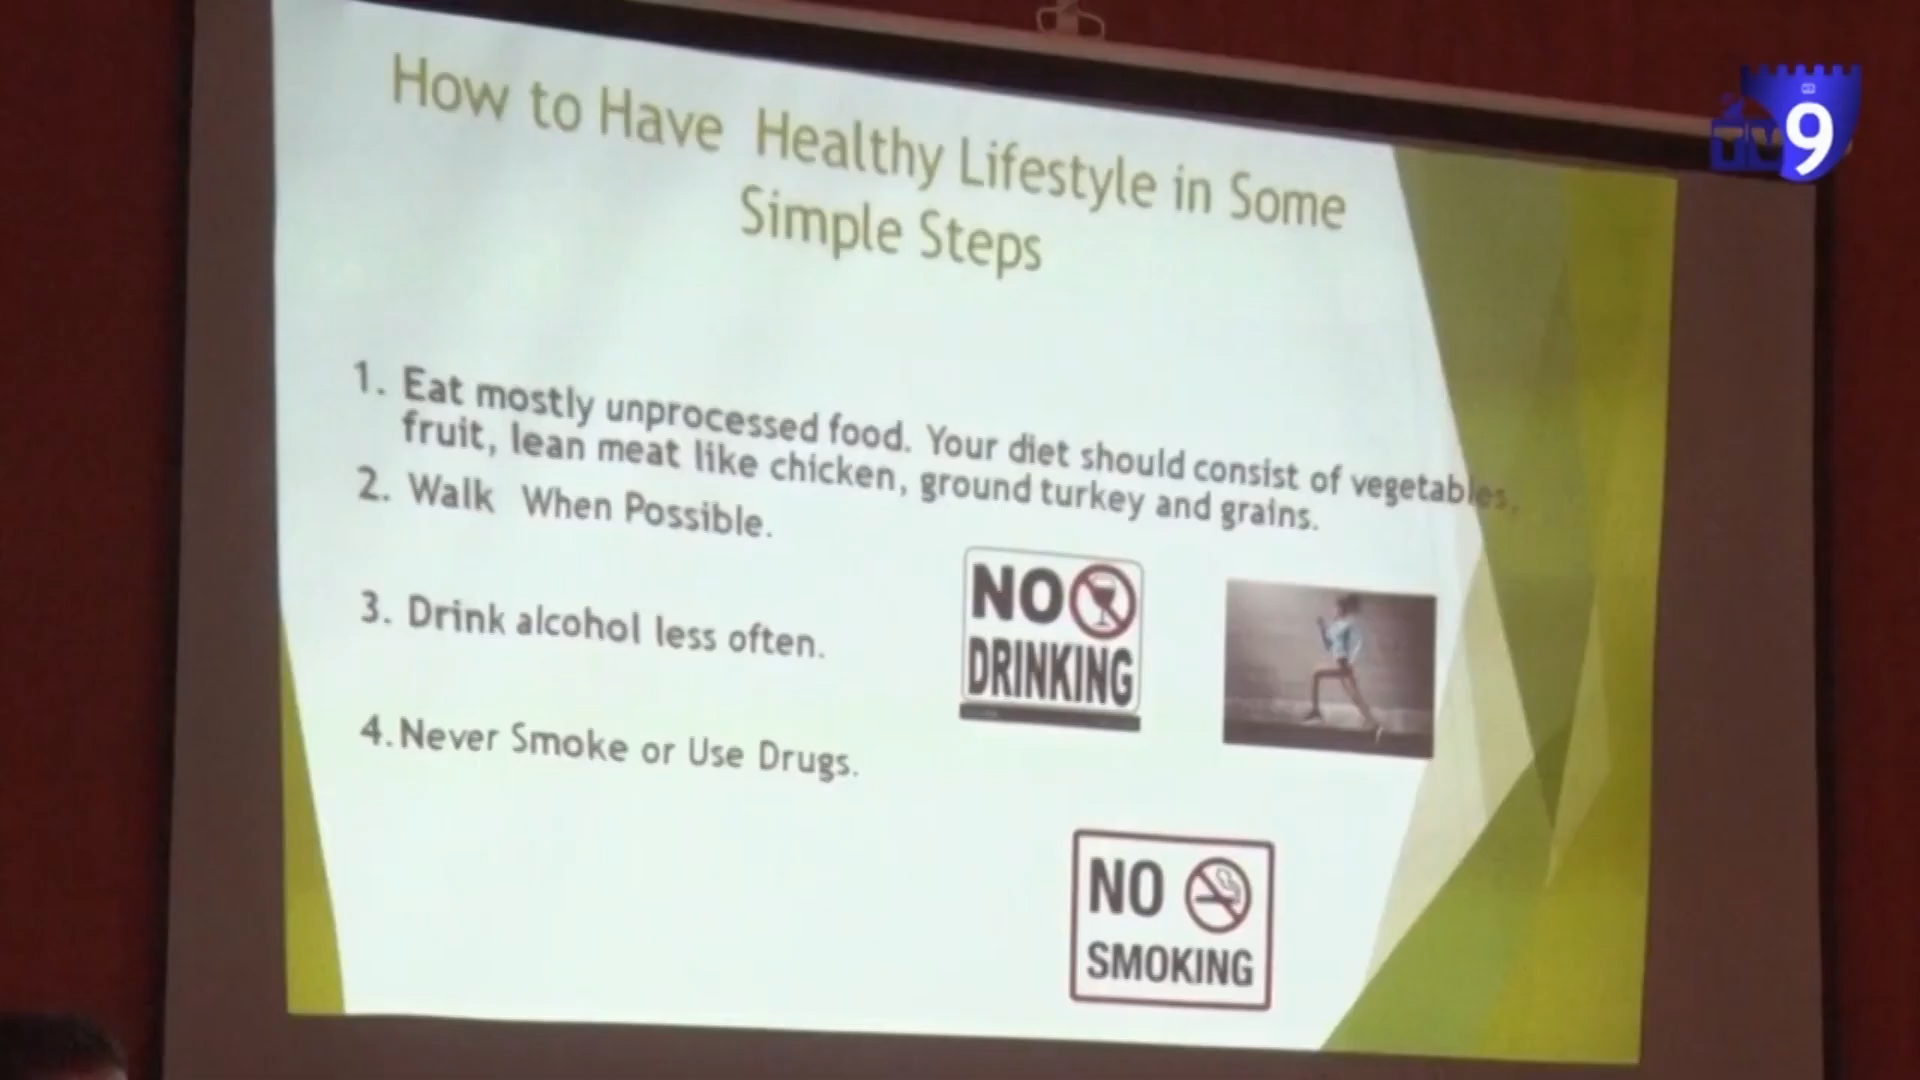 How to Have Healthy Lifestyle in Some
Simple Steps
1. Eat mostly unprocessed food. Your diet should consist of vegetables,
fruit, lean meat like chicken, ground turkey and grains.
2. Walk When Possible.
3. Drink alcohol less often.
4. Never Smoke or Use Drugs.
NO
DRINKING
NO
SMOKING
TV9